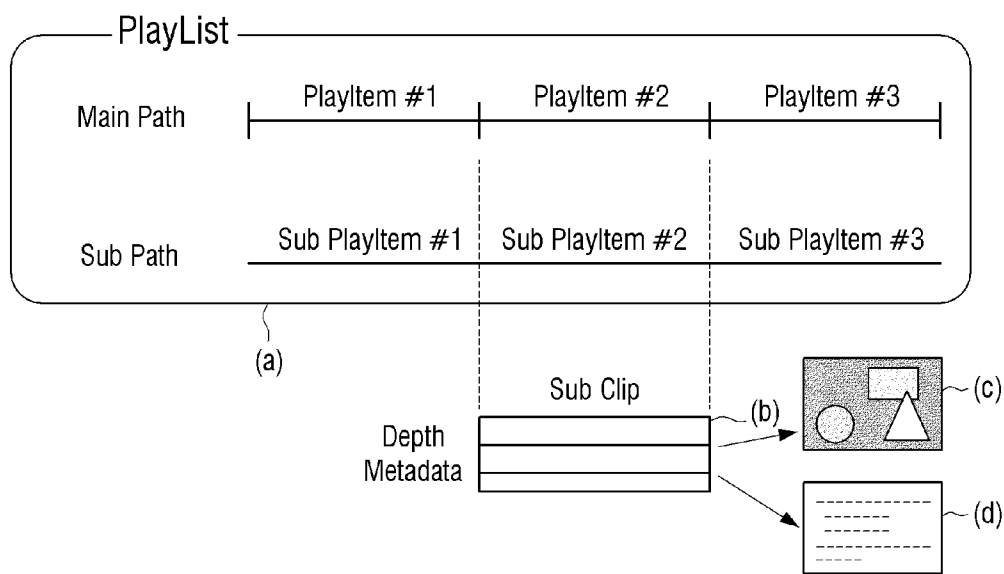 PlayList
Main Path
PlayItem #1
PlayItem #2
PlayItem #3
Sub Path
Sub PlayItem #1
Sub PlayItem #2
Sub PlayItem #3
(a)
Sub Clip
(b)
(c)
Depth
Metadata
(d)